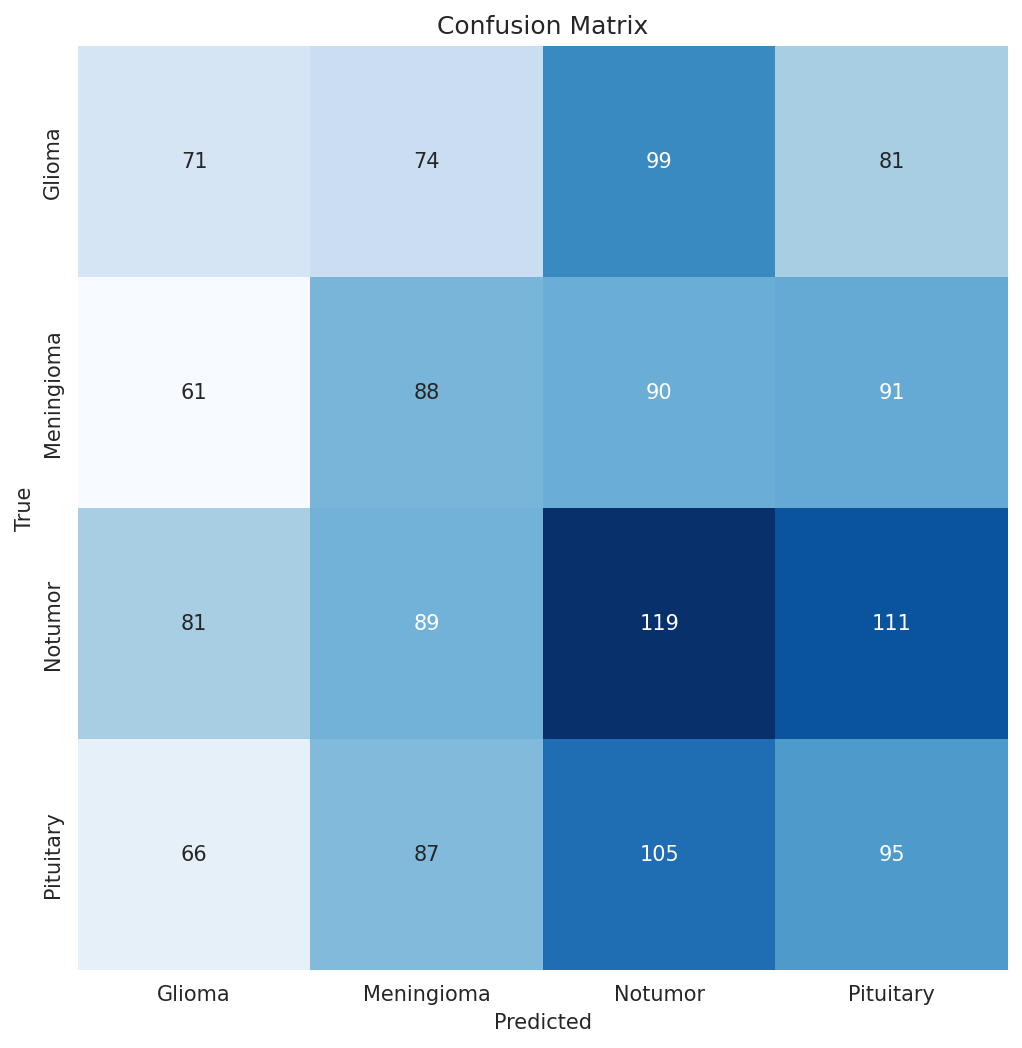 Confusion Matrix
True
Glioma
71 74 99 81
Meningioma
61 88 90 91
Notumor
81 89 119 111
Pituitary
66 87 105 95
Glioma Meningioma Notumor Pituitary
Predicted